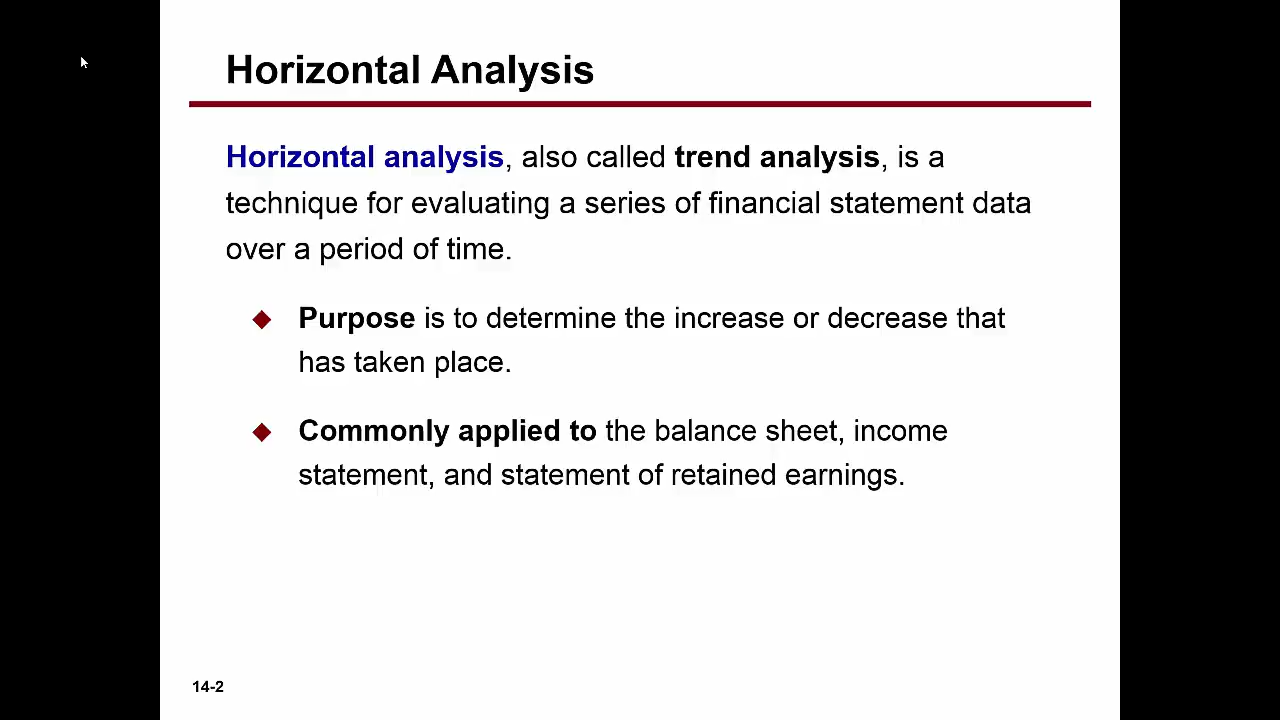 Horizontal Analysis
Horizontal analysis, also called trend analysis, is a
technique for evaluating a series of financial statement data
over a period of time.
Purpose is to determine the increase or decrease that
has taken place.
Commonly applied to the balance sheet, income
statement, and statement of retained earnings.
14-2